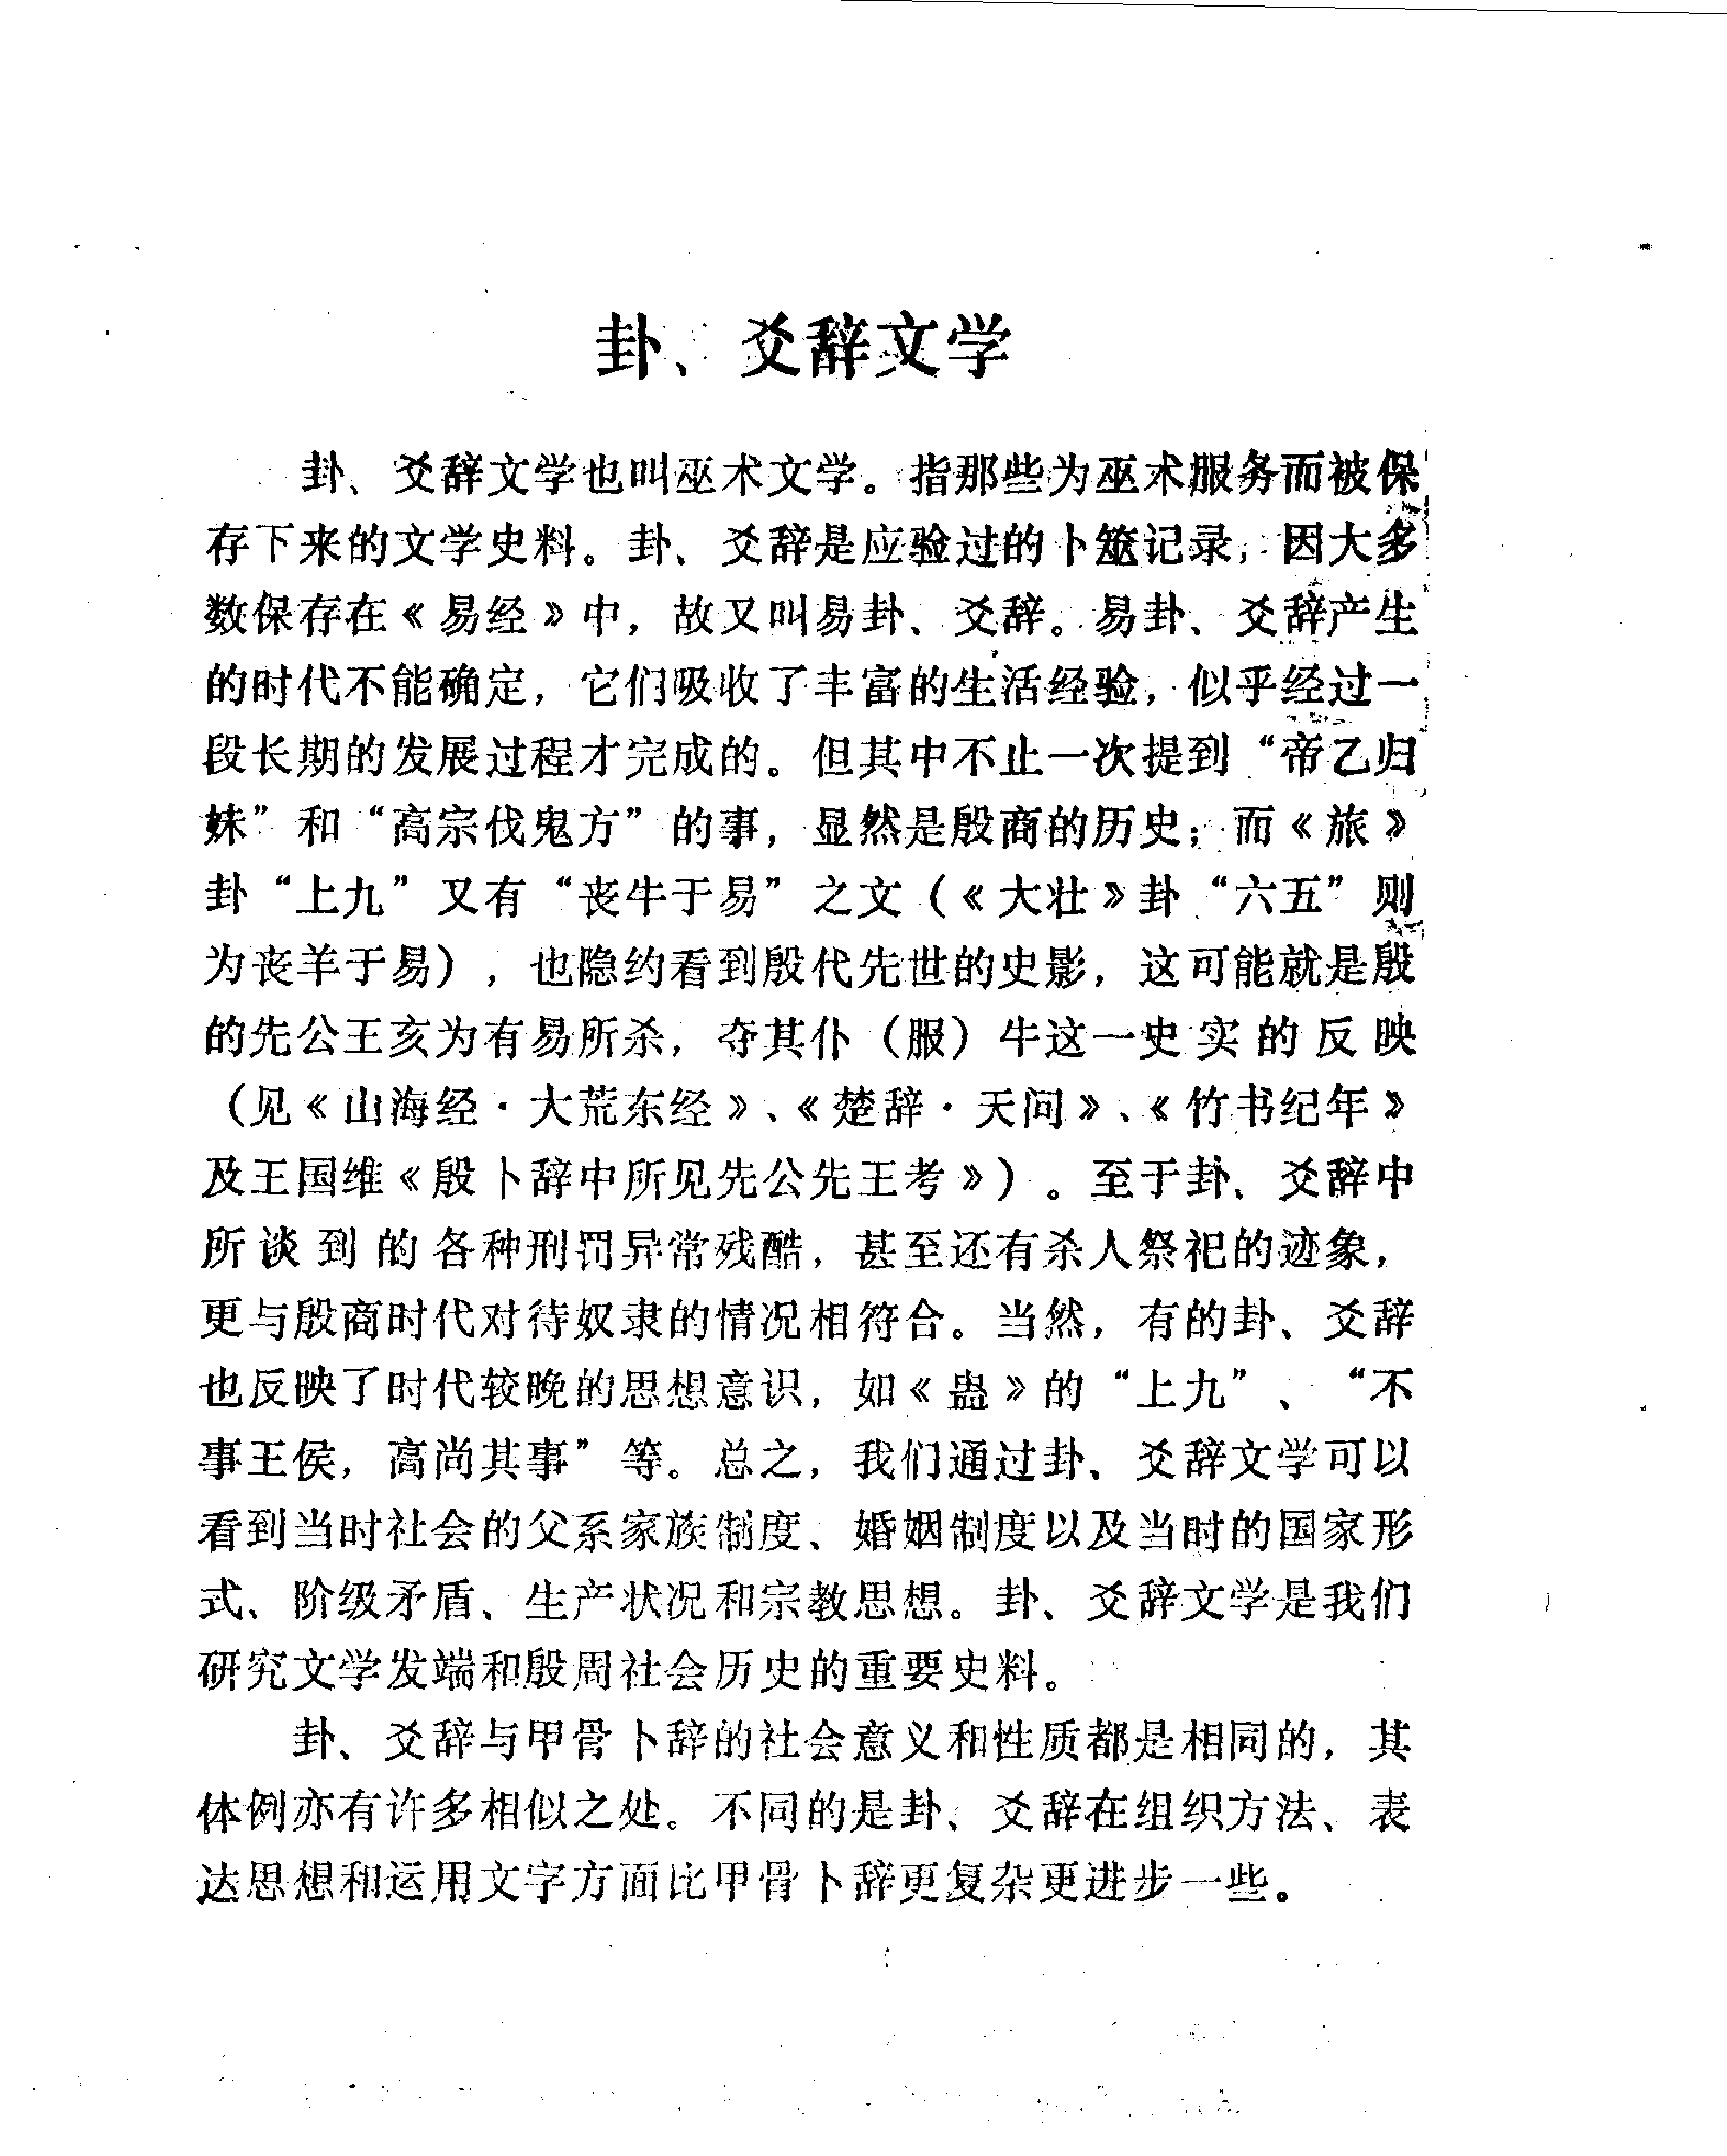 卦、爻辞文学
卦、爻辞文学也叫巫术文学。指那些为巫术服务而被保
存下来的文学史料。卦、爻辞是应验过的卜筮记录，因大多
数保存在《易经》中，故又叫易卦、爻辞。易卦、爻辞产生
的时代不能确定，它们吸收了丰富的生活经验，似乎经过一
段长期的发展过程才完成的。但其中不止一次提到“帝乙归
妹”和“高宗伐鬼方”的事，显然是殷商的历史；而《旅》
卦“上九”又有“丧牛于易”之文（《大壮》卦“六五”则
为丧羊于易），也隐约看到殷代先世的史影，这可能就是殷
的先公王亥为有易所杀，夺其仆（服）牛这一史实的反映
（见《山海经·大荒东经》、《楚辞·天问》、《竹书纪年》
及王国维《殷卜辞中所见先公先王考》）。至于卦、爻辞中
所谈到的各种刑罚异常残酷，甚至还有杀人祭祀的迹象，
更与殷商时代对待奴隶的情况相符合。当然，有的卦、爻辞
也反映了时代较晚的思想意识，如《蛊》的“上九”、“不
事王侯，高尚其事”等。总之，我们通过卦、爻辞文学可以
看到当时社会的父系家族制度、婚姻制度以及当时的国家形
式、阶级矛盾、生产状况和宗教思想。卦、爻辞文学是我们
研究文学发端和殷周社会历史的重要史料。
卦、爻辞与甲骨卜辞的社会意义和性质都是相同的，其
体例亦有许多相似之处。不同的是卦、爻辞在组织方法、表
达思想和运用文字方面比甲骨卜辞更复杂更进步一些。